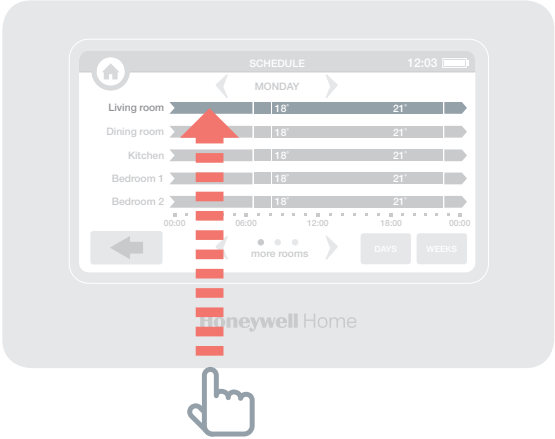 SCHEDULE 12:03
MONDAY
Living room 18° 21°
Dining room 18° 21°
Kitchen 18° 21°
Bedroom 1 18° 21°
Bedroom 2 18° 21°
00:00 06:00 12:00 18:00 00:00
more rooms DAYS WEEKS
Honeywell Home